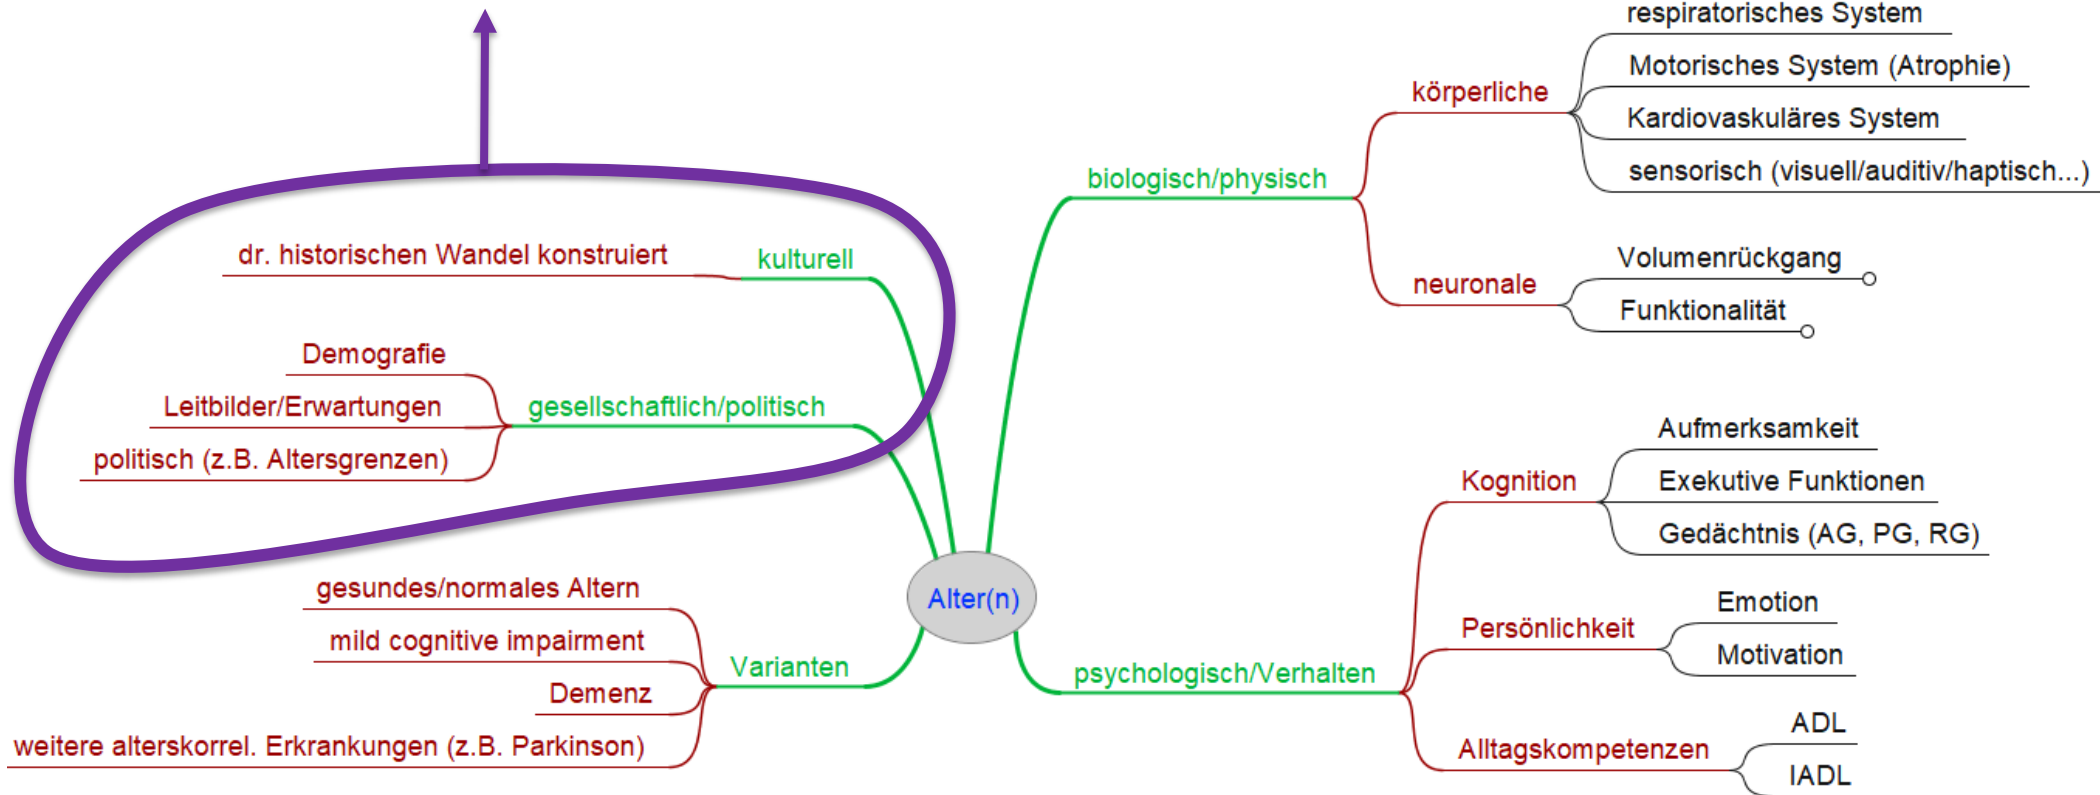 dr. historischen Wandel konstruiert
kulturell
Demografie
Leitbilder/Erwartungen
politisch (z.B. Altersgrenzen)
gesellschaftlich/politisch
gesundes/normales Altern
mild cognitive impairment
Demenz
weitere alterskorrel. Erkrankungen (z.B. Parkinson)
Varianten
Alter(n)
biologisch/physisch
körperliche
respiratorisches System
Motorisches System (Atrophie)
Kardiovaskuläres System
sensorisch (visuell/auditiv/haptisch...)
neuronale
Volumenrückgang
Funktionalität
psychologisch/Verhalten
Kognition
Aufmerksamkeit
Exekutive Funktionen
Gedächtnis (AG, PG, RG)
Persönlichkeit
Emotion
Motivation
Alltagskompetenzen
ADL
IADL